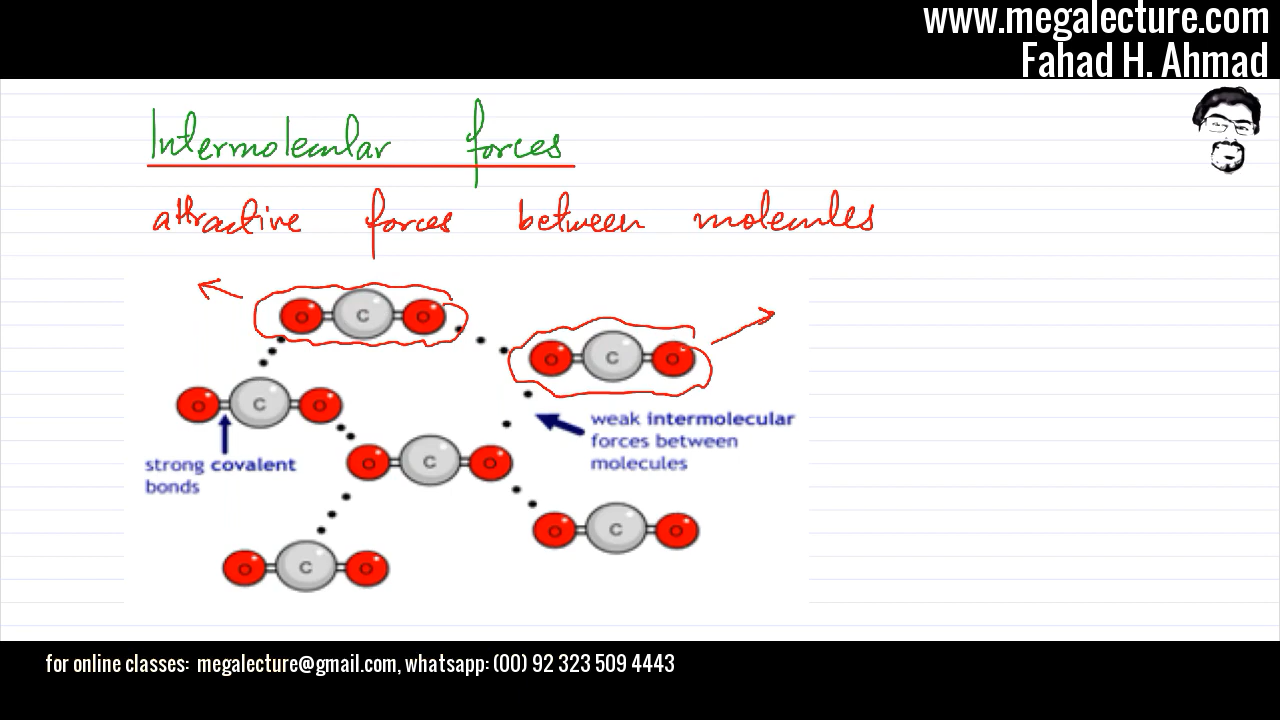 www.megalecture.com
Fahad H. Ahmad
Intermolecular forces
attractive forces between molecules
O C O
O C O
O C O
weak intermolecular
forces between
molecules
strong covalent
bonds
O C O
O C O
O C O
for online classes: megalecture@gmail.com, whatsapp: (00) 92 323 509 4443